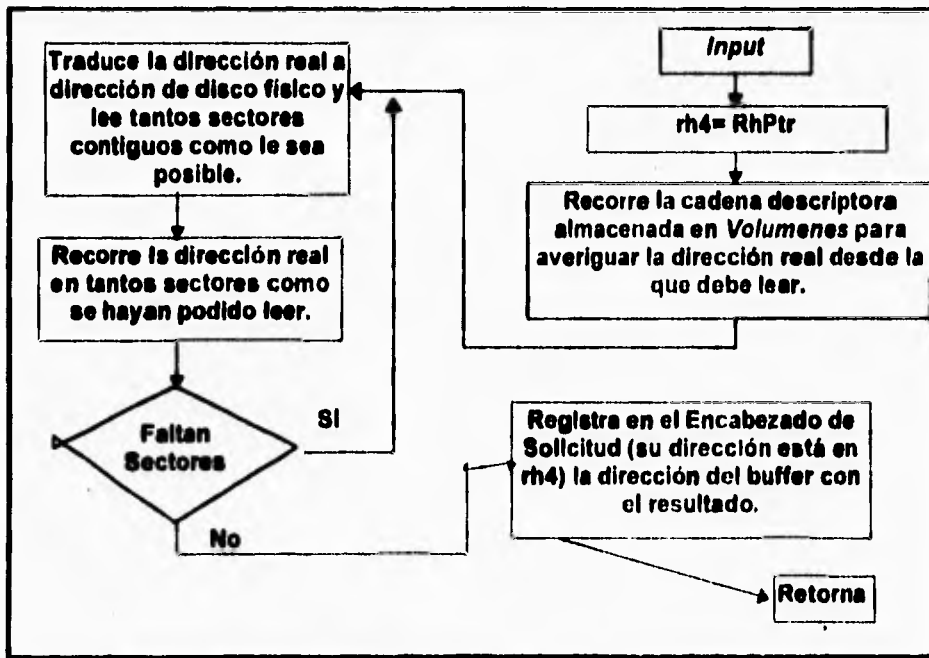 Input
rh4= RhPtr
Recorre la cadena descriptora
almacenada en Volumenes para
averiguar la dirección real desde la
que debe lear.
Traduce la dirección real a
dirección de disco físico y
lee tantos sectores
contiguos como le sea
posible.
Recorre la dirección real
en tantos sectores como
se hayan podido leer.
Faltan
Sectores
Si
No
Registra en el Encabezado de
Solicitud (su dirección está en
rh4) la dirección del buffer con
el resultado.
Retorna